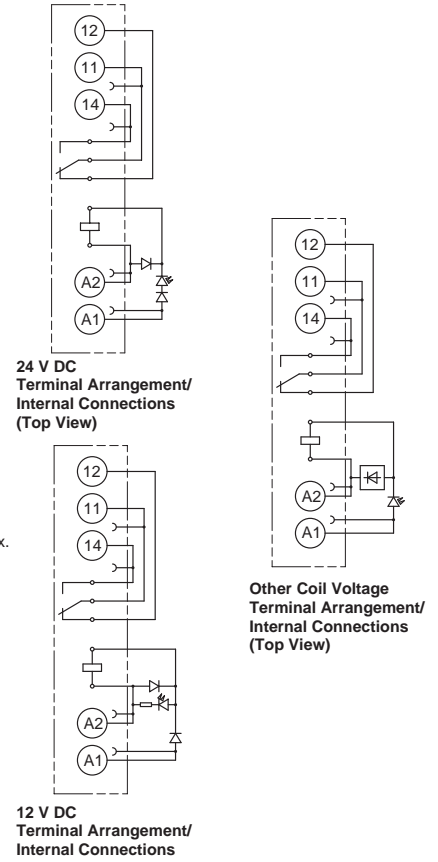 12
11
14
A2
A1
24 V DC
Terminal Arrangement/
Internal Connections
(Top View)
12
11
14
A2
A1
Other Coil Voltage
Terminal Arrangement/
Internal Connections
(Top View)
x.
12
11
14
A2
A1
12 V DC
Terminal Arrangement/
Internal Connections